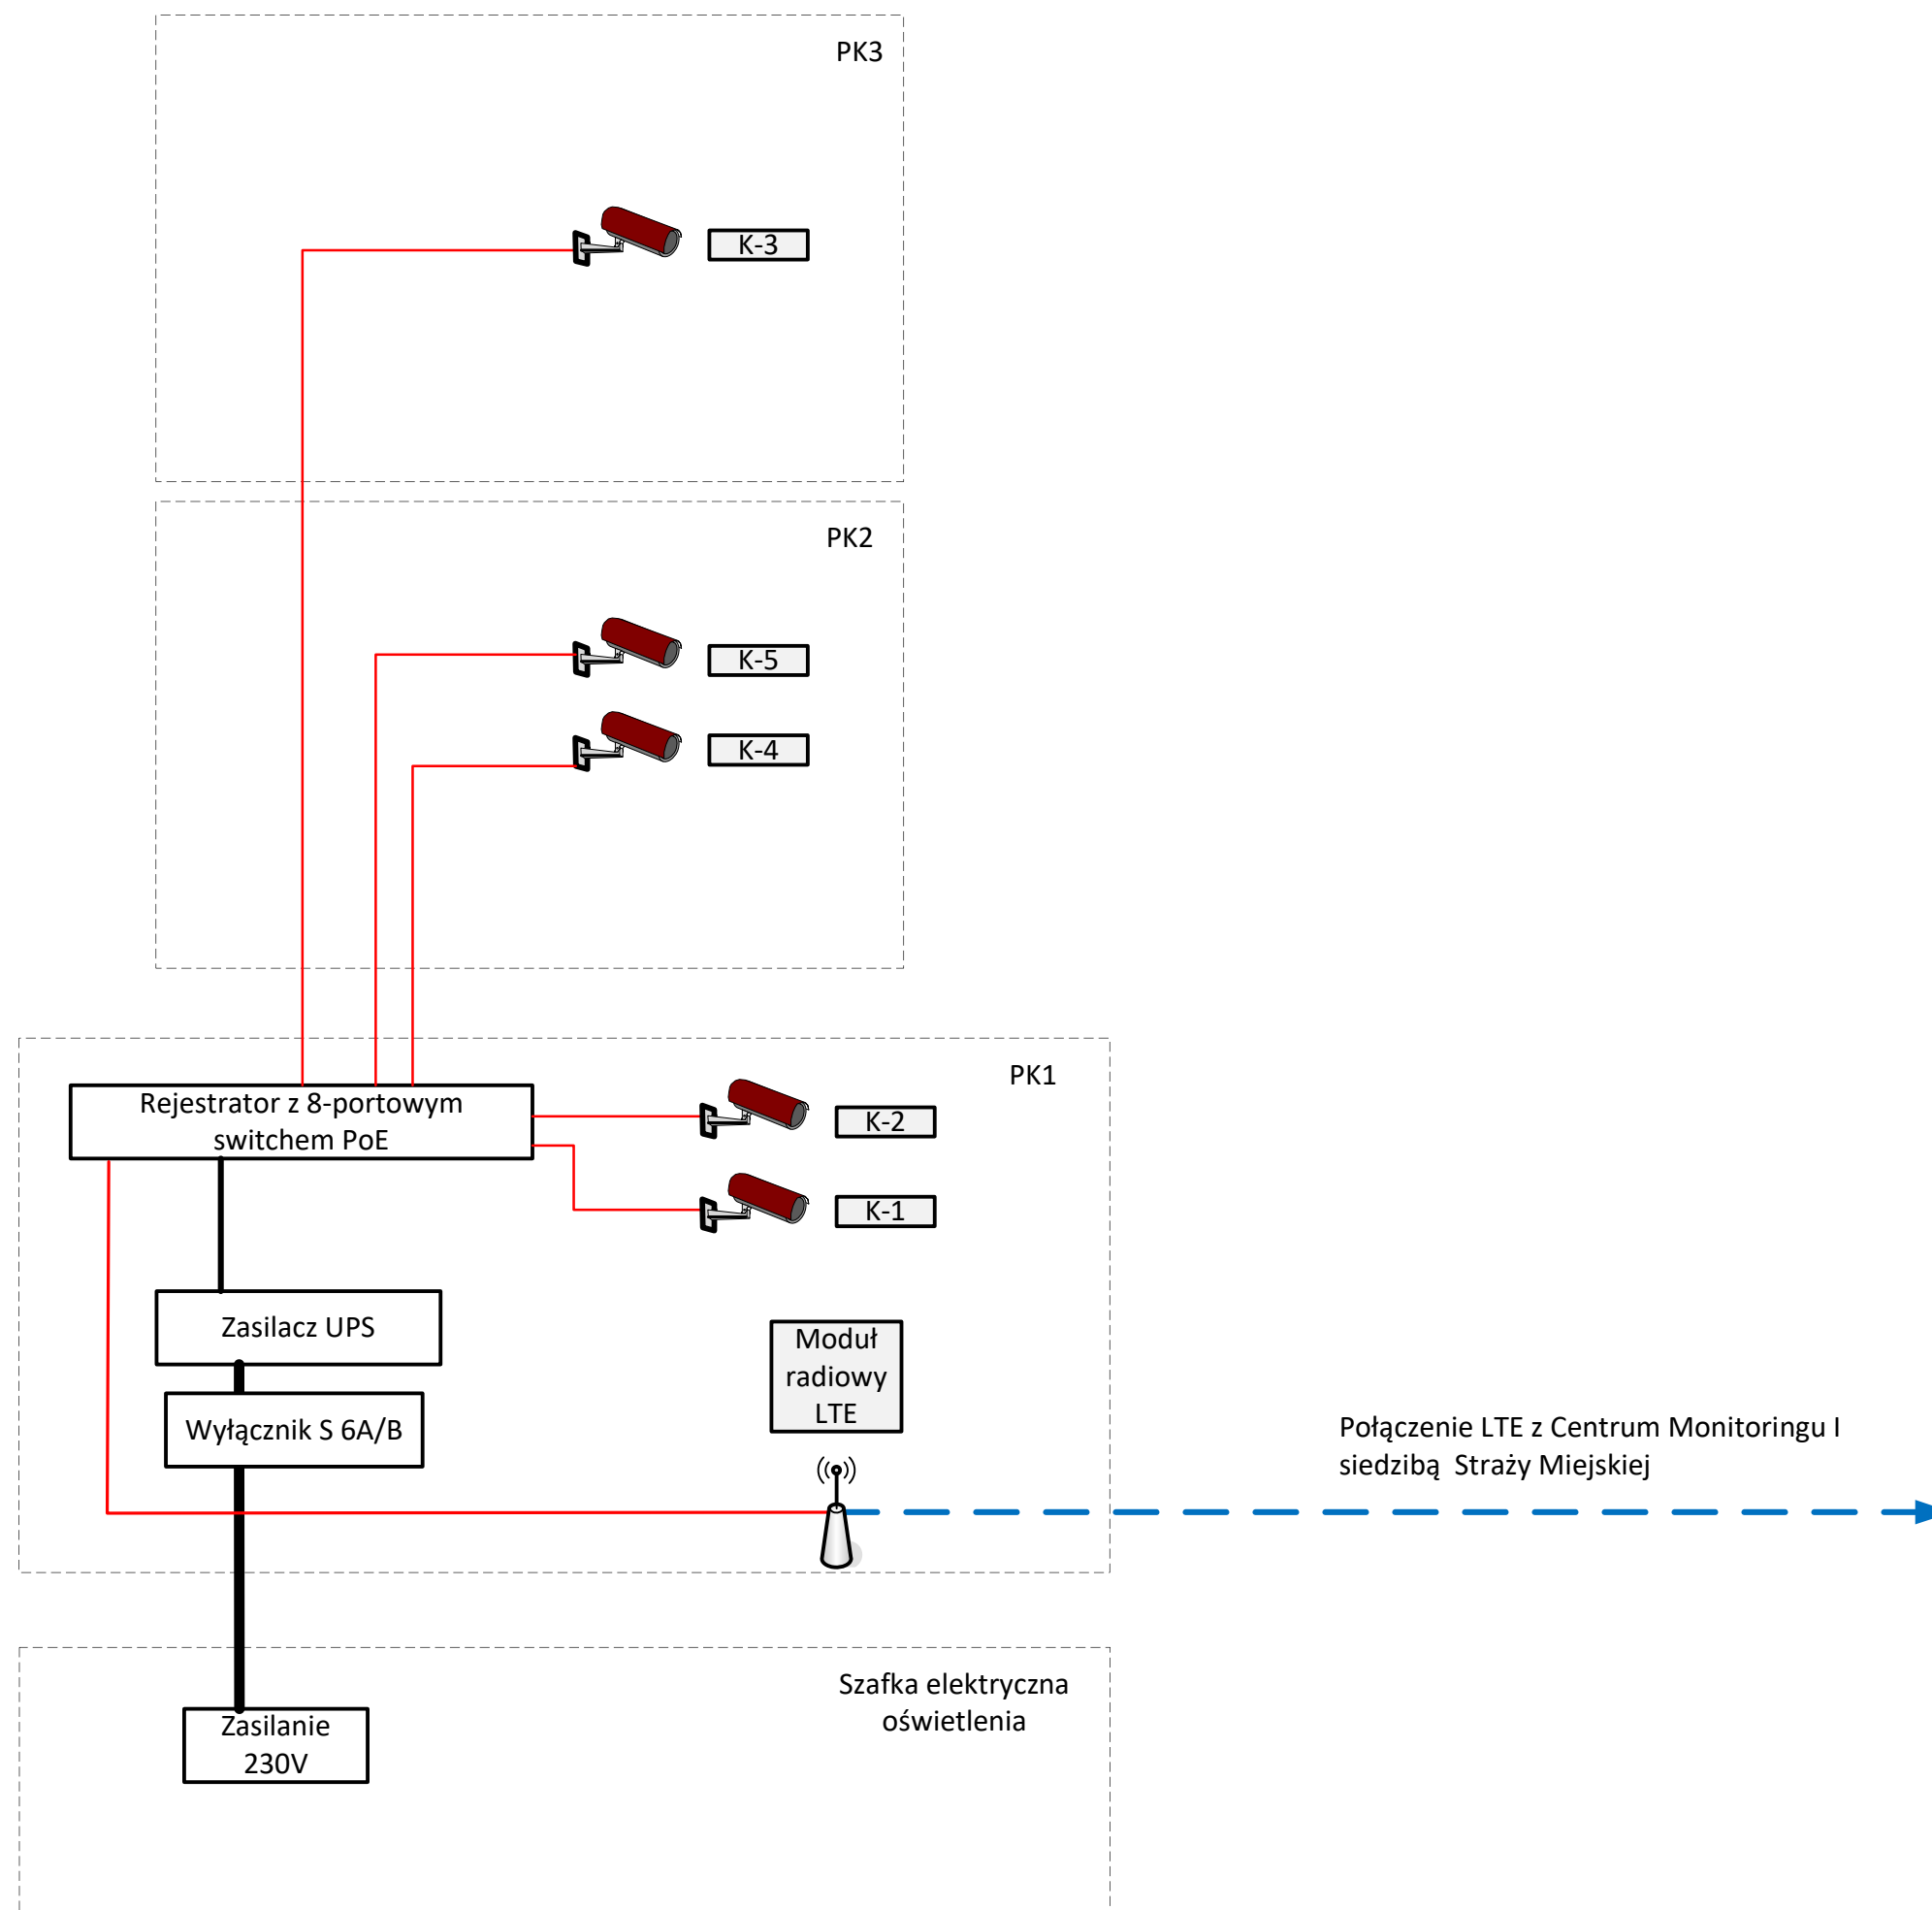 PK3
K-3
PK2
K-5
K-4
PK1
Rejestrator z 8-portowym
switchem PoE
K-2
K-1
Zasilacz UPS
Moduł
radiowy
LTE
Wyłącznik S 6A/B
Połączenie LTE z Centrum Monitoringu I
siedzibą Straży Miejskiej
Szafka elektryczna
oświetlenia
Zasilanie
230V